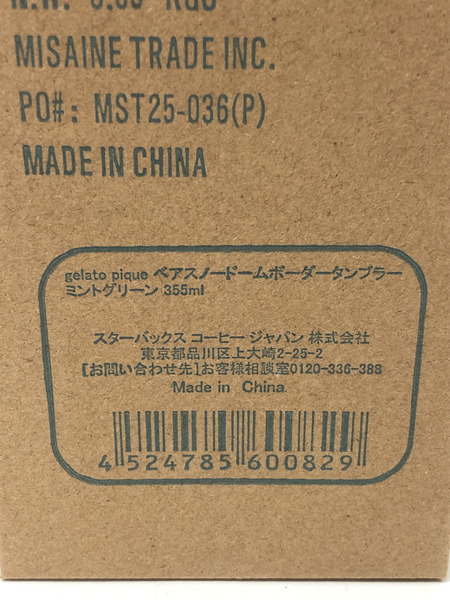 MISAINE TRADE INC.
PO#: MST25-036(P)
MADE IN CHINA
gelato pique ベアスノードームボーダータンブラー
ミントグリーン 355ml
スターバックス コーヒー ジャパン 株式会社
東京都品川区上大崎2-25-2
[お問い合わせ先]お客様相談室0120-336-388
Made in China
4 524785 600829